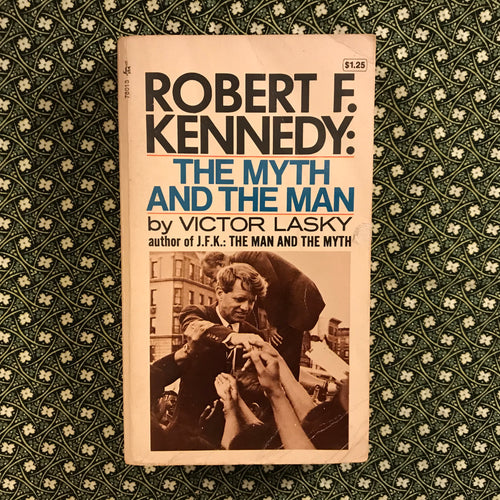 $1.25
78015
ROBERT F.
KENNEDY:
THE MYTH
AND THE MAN
by VICTOR LASKY
author of J.F.K.: THE MAN AND THE MYTH